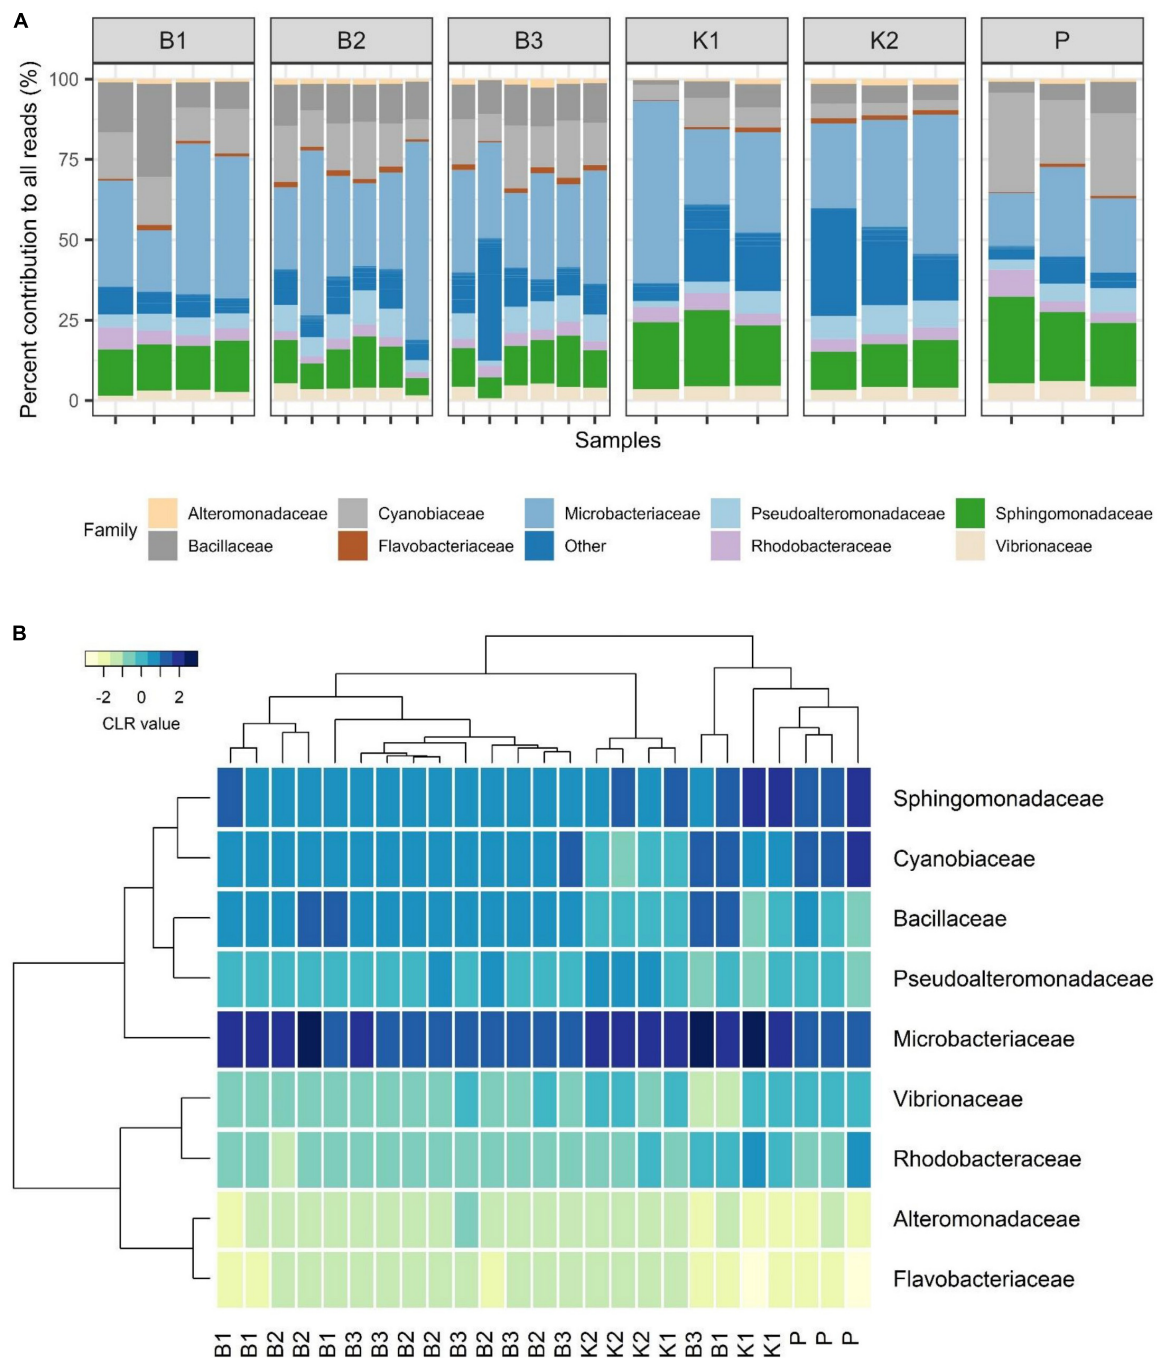 A
B1 B2 B3 K1 K2 P
Percent contribution to all reads (%)
100
75
50
25
0
Samples
Family
Alteromonadaceae Cyanobiaceae Microbacteriaceae Pseudoalteromonadaceae Sphingomonadaceae
Bacillaceae Flavobacteriaceae Other Rhodobacteraceae Vibrionaceae
B
-2 0 2
CLR value
Sphingomonadaceae
Cyanobiaceae
Bacillaceae
Pseudoalteromonadaceae
Microbacteriaceae
Vibrionaceae
Rhodobacteraceae
Alteromonadaceae
Flavobacteriaceae
B1 B1 B2 B2 B1 B3 B3 B2 B2 B3 B2 B3 B2 B3 K2 K2 K2 K1 B3 B1 K1 K1 P P P